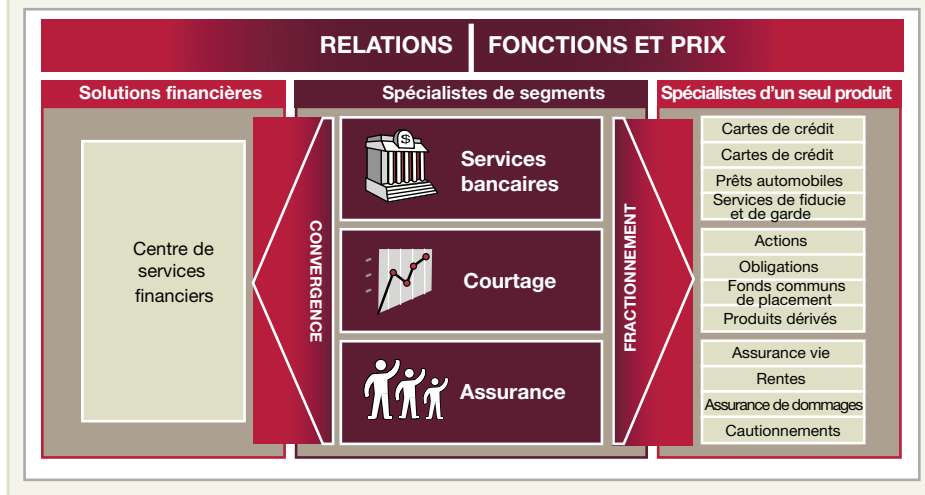 RELATIONS FONCTIONS ET PRIX
Solutions financières
Centre de
services
financiers
CONVERGENCE
Spécialistes de segments
$
Services
bancaires
Courtage
Assurance
FRACTIONNEMENT
Spécialistes d'un seul produit
Cartes de crédit
Cartes de crédit
Prêts automobiles
Services de fiducie
et de garde
Actions
Obligations
Fonds communs
de placement
Produits dérivés
Assurance vie
Rentes
Assurance de dommages
Cautionnements